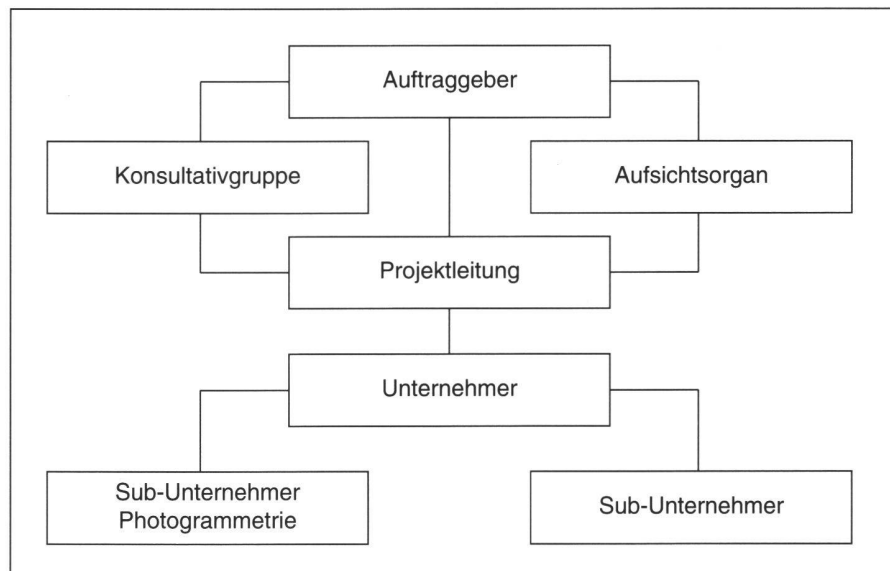 Auftraggeber
Konsultativgruppe
Aufsichtsorgan
Projektleitung
Unternehmer
Sub-Unternehmer
Photogrammetrie
Sub-Unternehmer